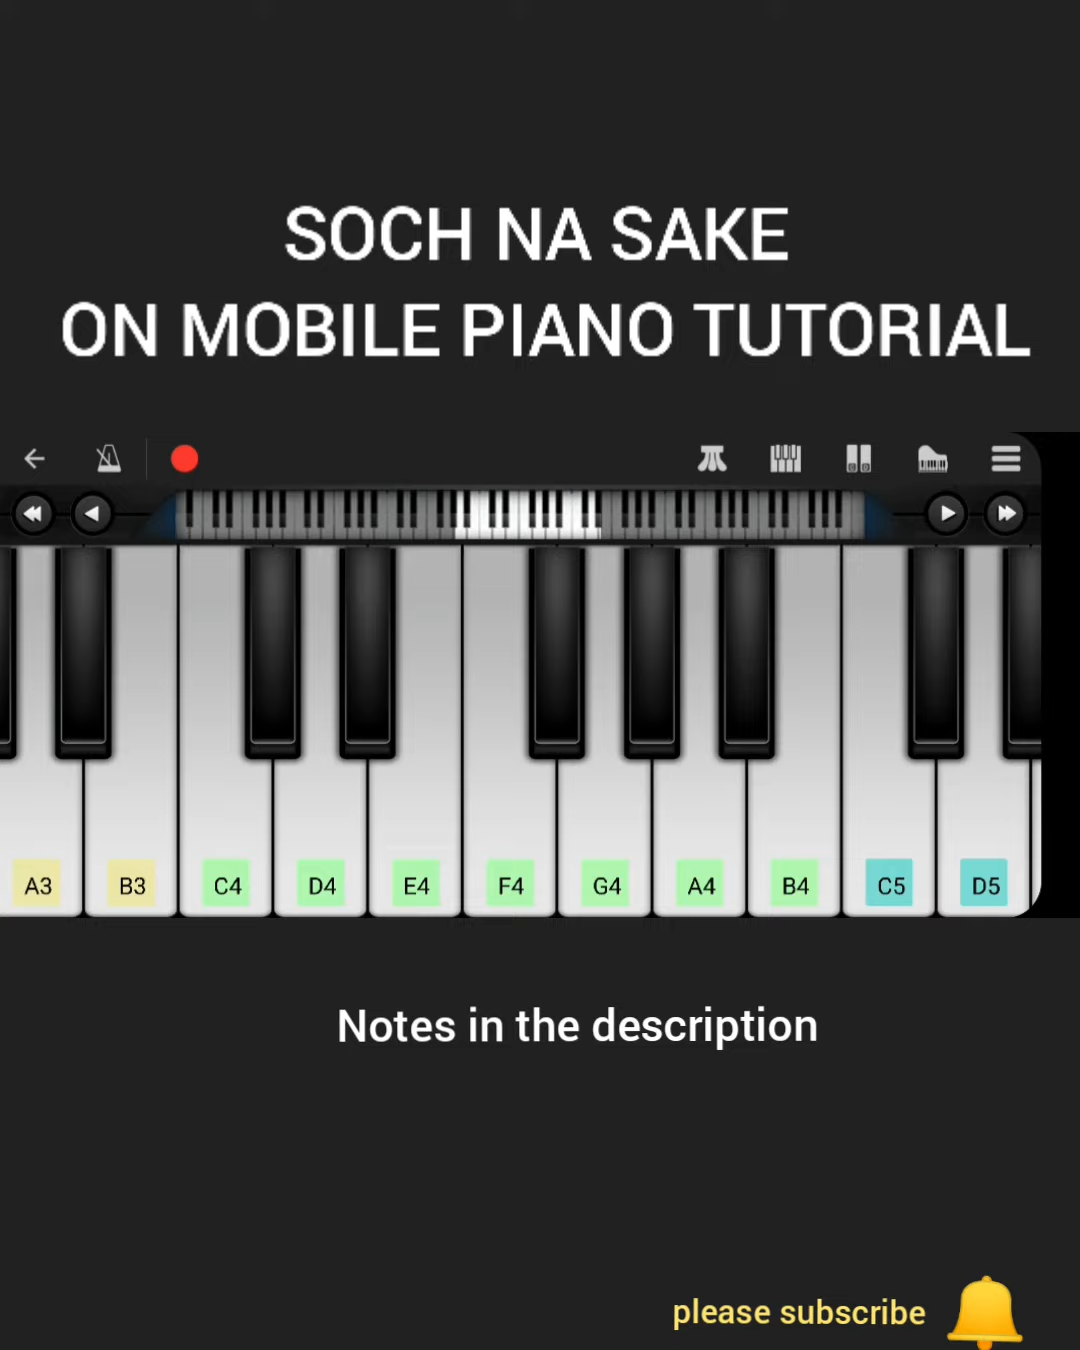 SOCH NA SAKE
ON MOBILE PIANO TUTORIAL
A3 B3 C4 D4 E4 F4 G4 A4 B4 C5 D5
Notes in the description
please subscribe